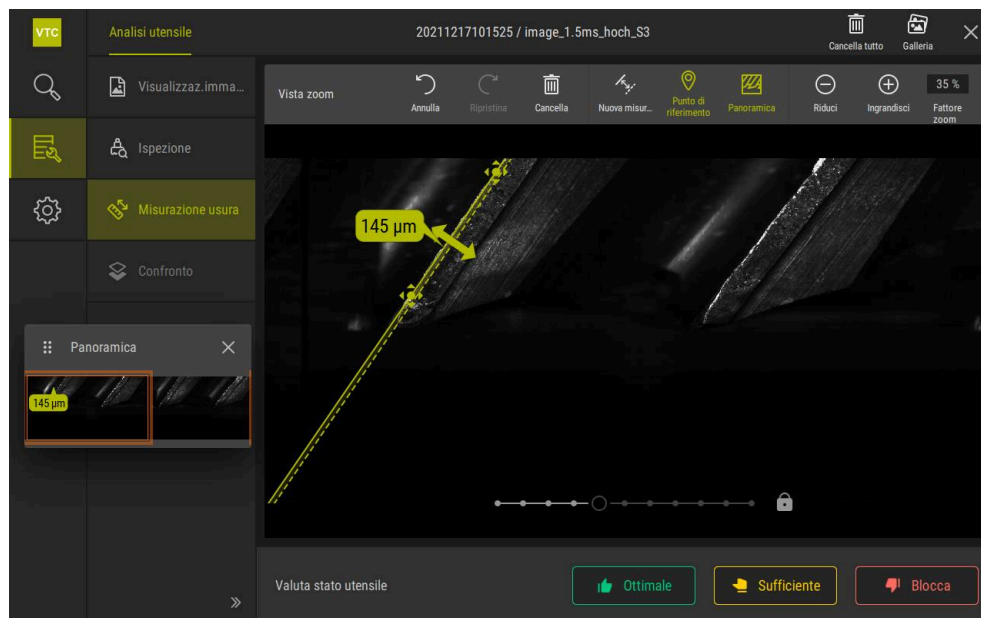 VTC
Analisi utensile
20211217101525 / image_1.5ms_hoch_S3
Cancella tutto
Galleria
Visualizzaz.imma...
Ispezione
Misurazione usura
Confronto
Vista zoom
Annulla
Ripristina
Cancella
Nuova misur...
Punto di
riferimento
Panoramica
Riduci
Ingrandisci
35 %
Fattore
zoom
145 µm
Panoramica
145 µm
Valuta stato utensile
Ottimale
Sufficiente
Blocca